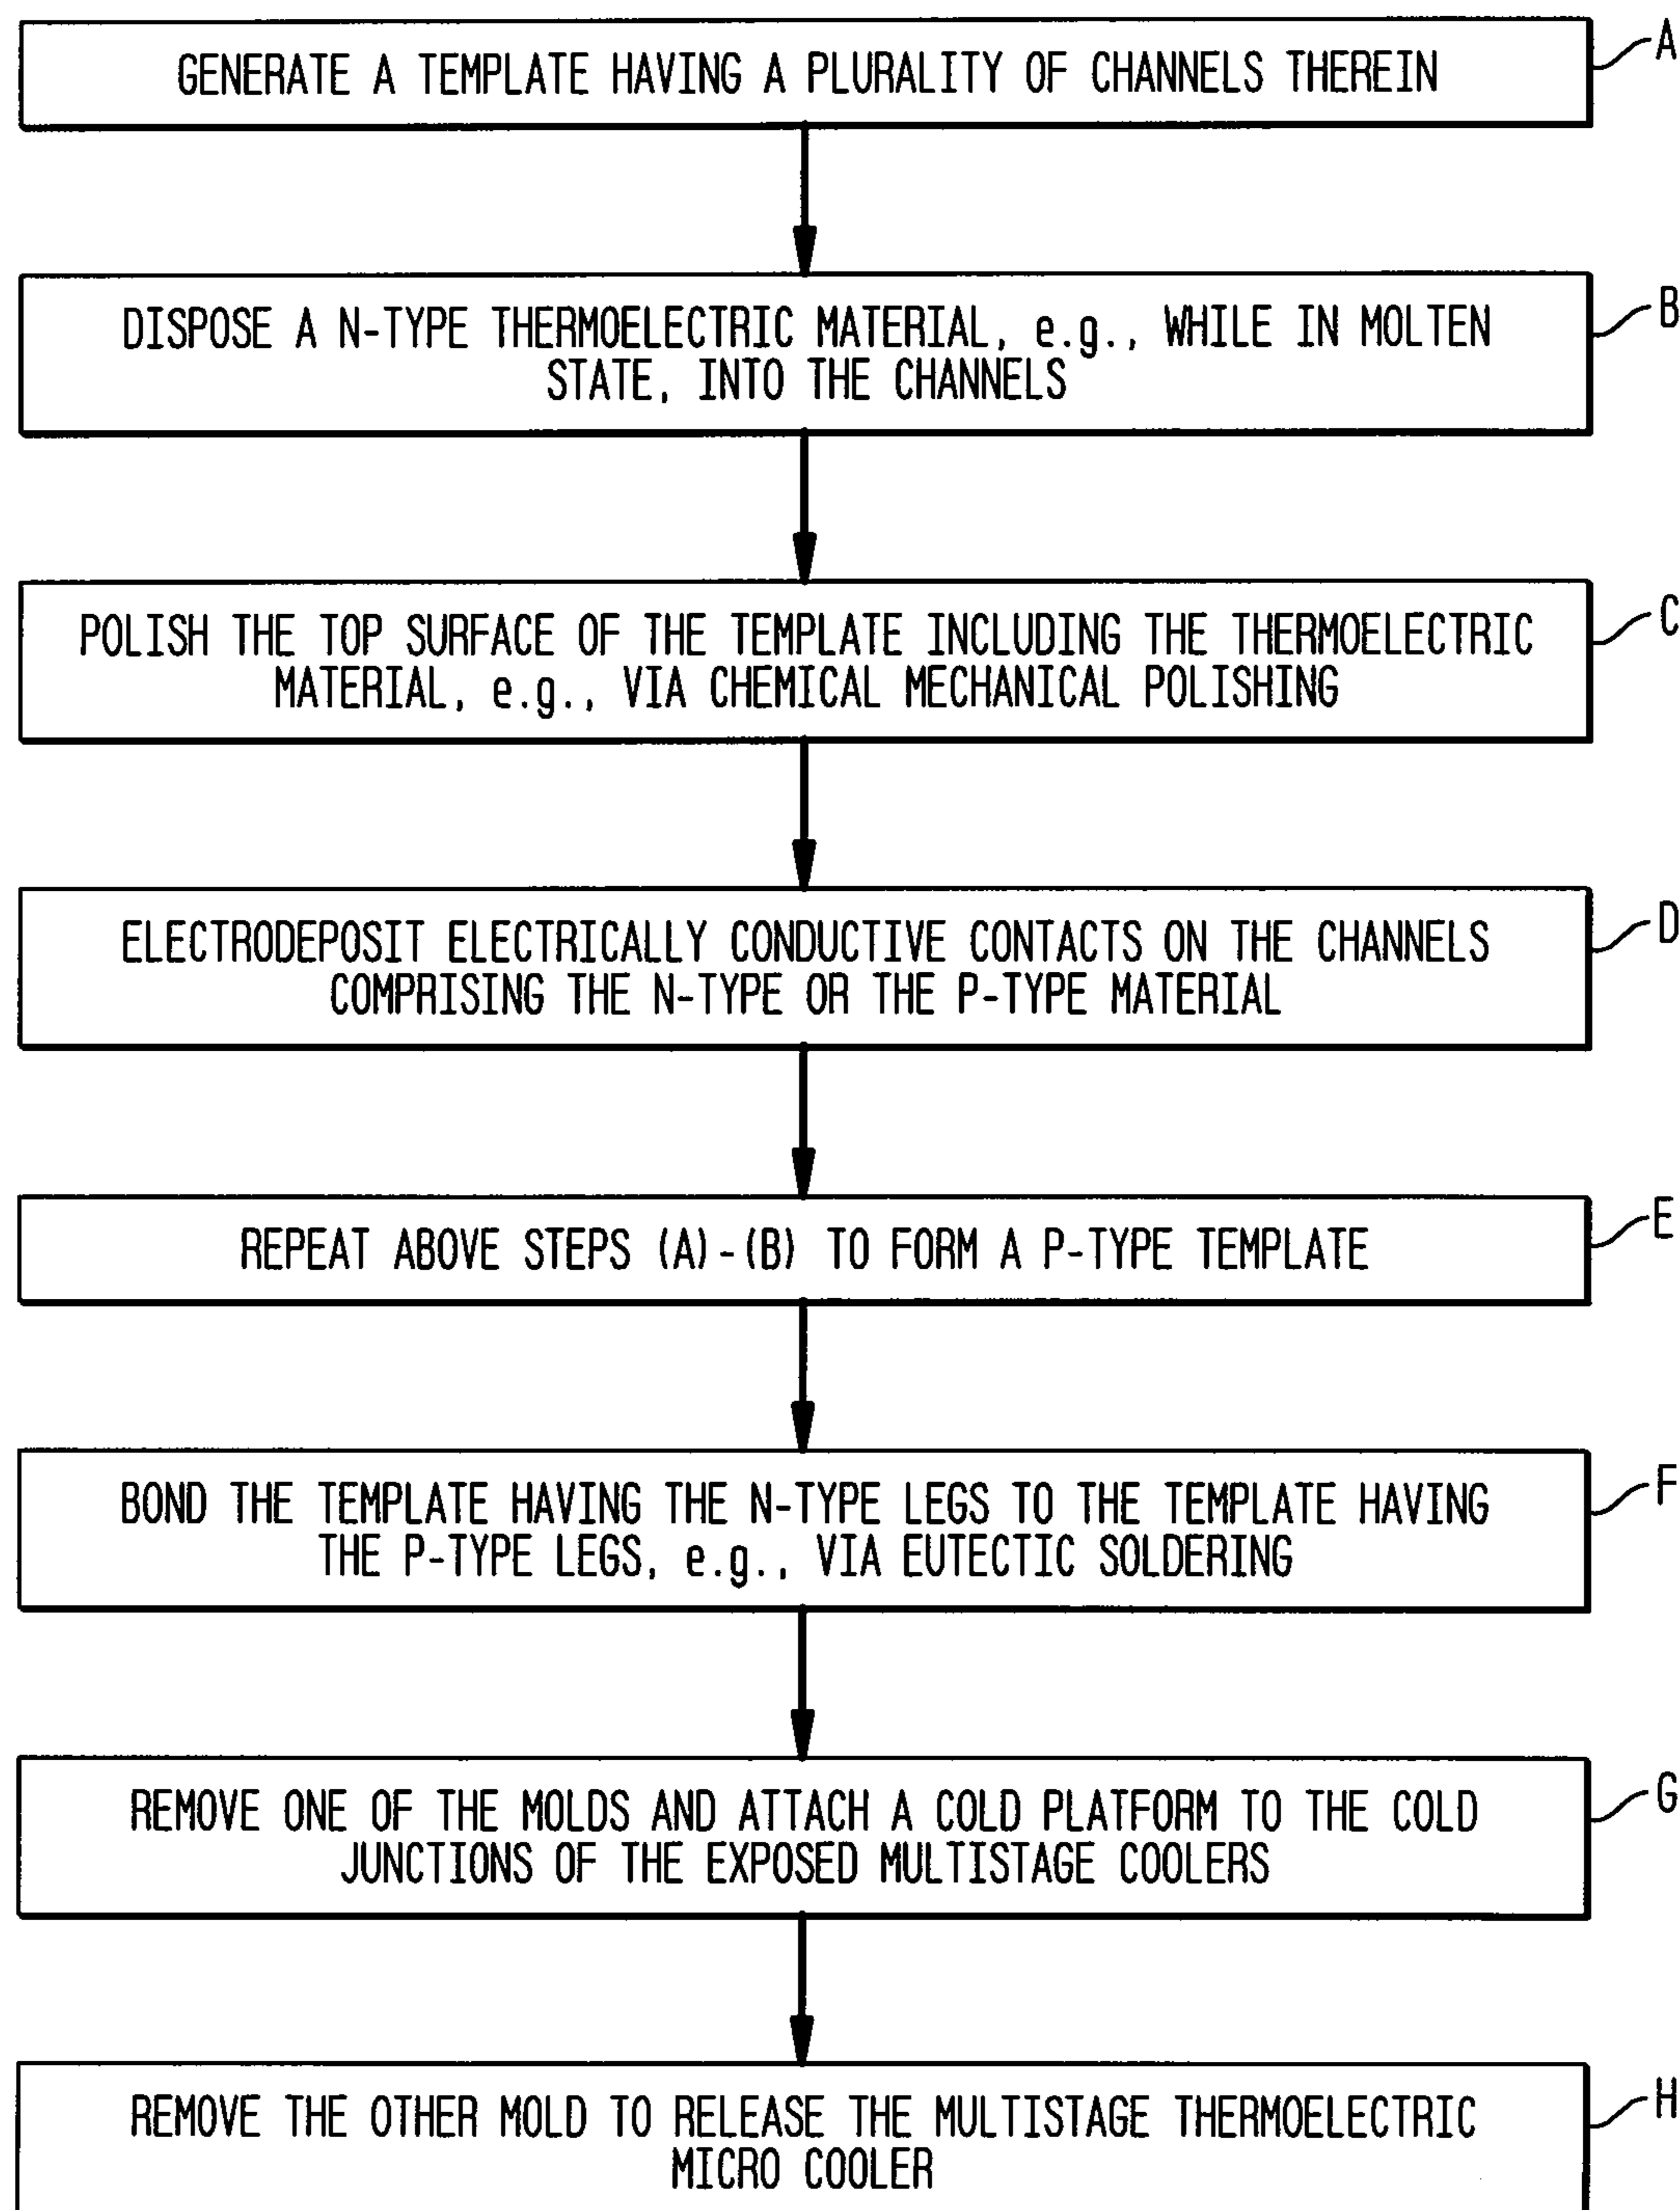 GENERATE A TEMPLATE HAVING A PLURALITY OF CHANNELS THEREIN
A
DISPOSE A N-TYPE THERMOELECTRIC MATERIAL, e.g., WHILE IN MOLTEN
STATE, INTO THE CHANNELS
B
POLISH THE TOP SURFACE OF THE TEMPLATE INCLUDING THE THERMOELECTRIC
MATERIAL, e.g., VIA CHEMICAL MECHANICAL POLISHING
C
ELECTRODEPOSIT ELECTRICALLY CONDUCTIVE CONTACTS ON THE CHANNELS
COMPRISING THE N-TYPE OR THE P-TYPE MATERIAL
D
REPEAT ABOVE STEPS (A)-(B) TO FORM A P-TYPE TEMPLATE
E
BOND THE TEMPLATE HAVING THE N-TYPE LEGS TO THE TEMPLATE HAVING
THE P-TYPE LEGS, e.g., VIA EUTECTIC SOLDERING
F
REMOVE ONE OF THE MOLDS AND ATTACH A COLD PLATFORM TO THE COLD
JUNCTIONS OF THE EXPOSED MULTISTAGE COOLERS
G
REMOVE THE OTHER MOLD TO RELEASE THE MULTISTAGE THERMOELECTRIC
MICRO COOLER
H